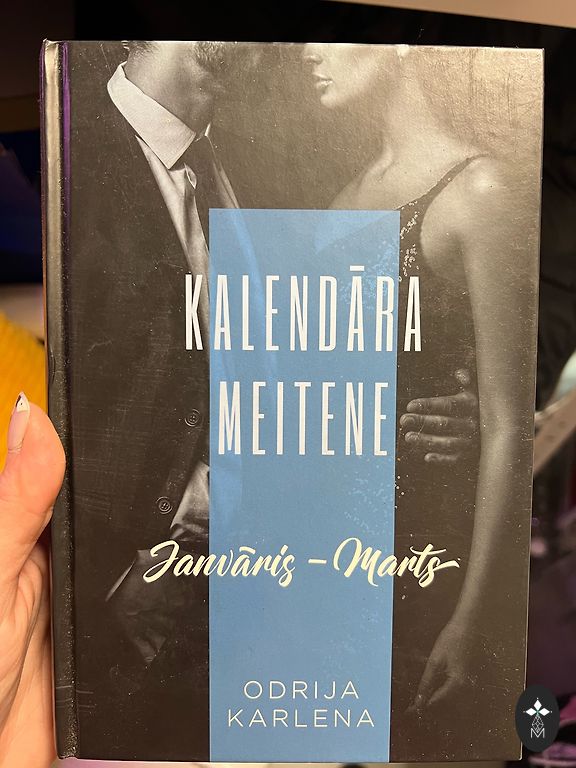 KALENDĀRA
MEITENE
Janvāris – Marts
ODRIJA
KARLENA